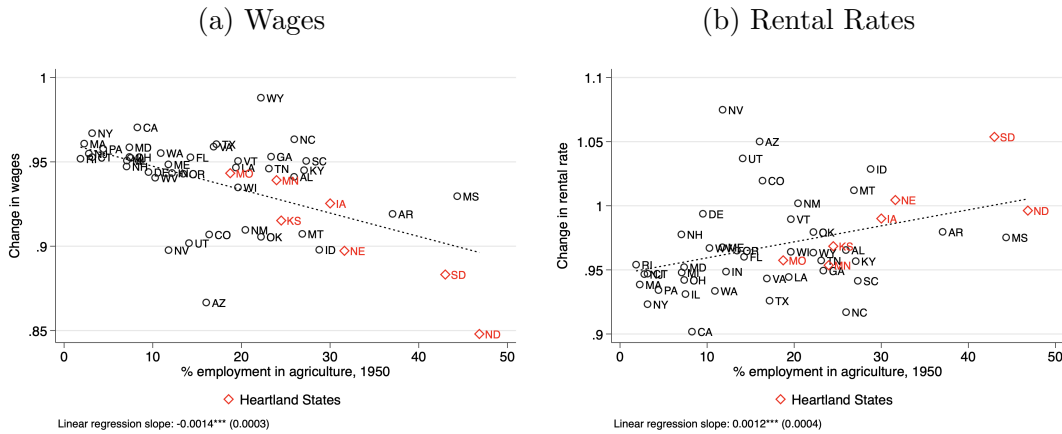 (a) Wages
(b) Rental Rates
Change in wages
1
.95
.9
.85
WY
NY
CA
MA
PA
MD
OH
WA
TX
VA
NC
FL
VT
GA
SC
RI
NH
ME
LA
TN
KY
WV
OR
MO
MN
AL
WI
IA
MS
AR
KS
CO
NM
OK
MT
UT
NV
ID
NE
SD
AZ
ND
0 10 20 30 40 50
% employment in agriculture, 1950
Heartland States
Linear regression slope: -0.0014*** (0.0003)
Change in rental rate
1.1
1.05
1
.95
.9
NV
SD
AZ
UT
CO
ID
MT
NE
NM
DE
VT
IA
ND
NH
OK
AR
MS
WV
ME
OR
FL
WI
WY
KS
AL
RI
CT
MD
MI
IN
MO
TN
MN
KY
GA
MA
OH
VA
LA
SC
PA
IL
WA
NY
TX
NC
CA
0 10 20 30 40 50
% employment in agriculture, 1950
Heartland States
Linear regression slope: 0.0012*** (0.0004)